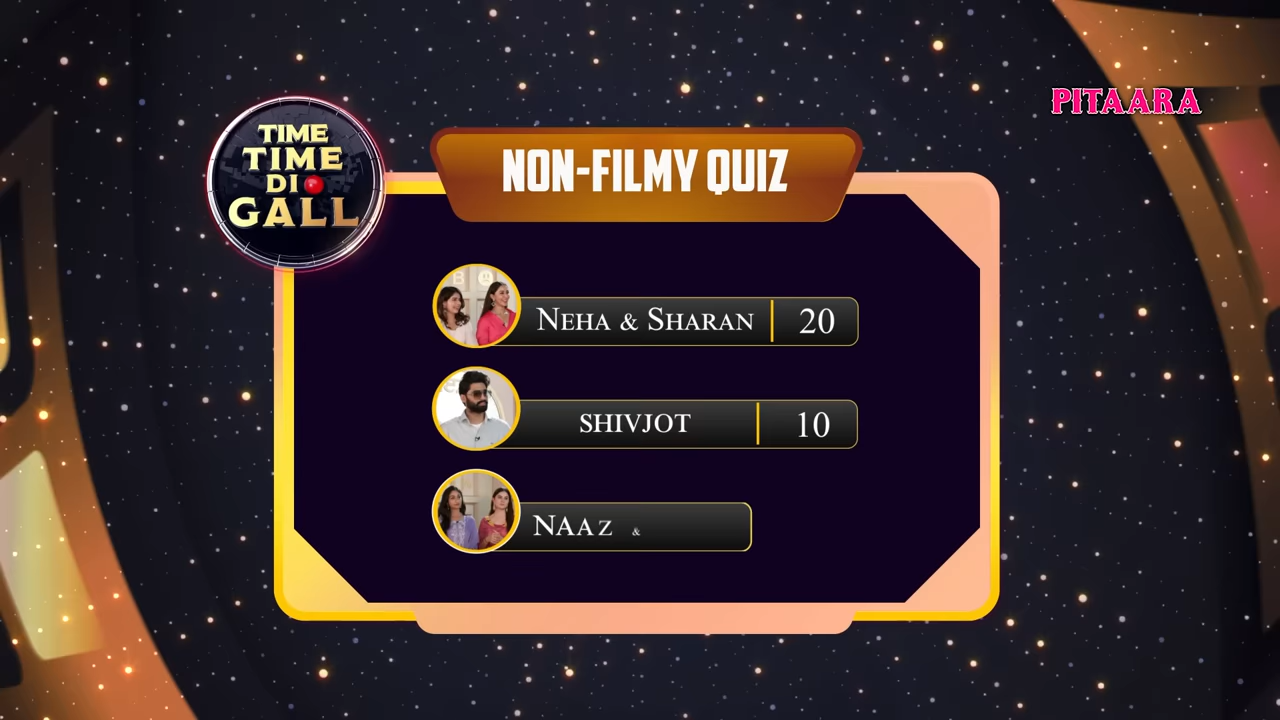 PITAARA
TIME
TIME
DI
GALL
NON-FILMY QUIZ
NEHA & SHARAN 20
SHIVJOT 10
NAAZ &